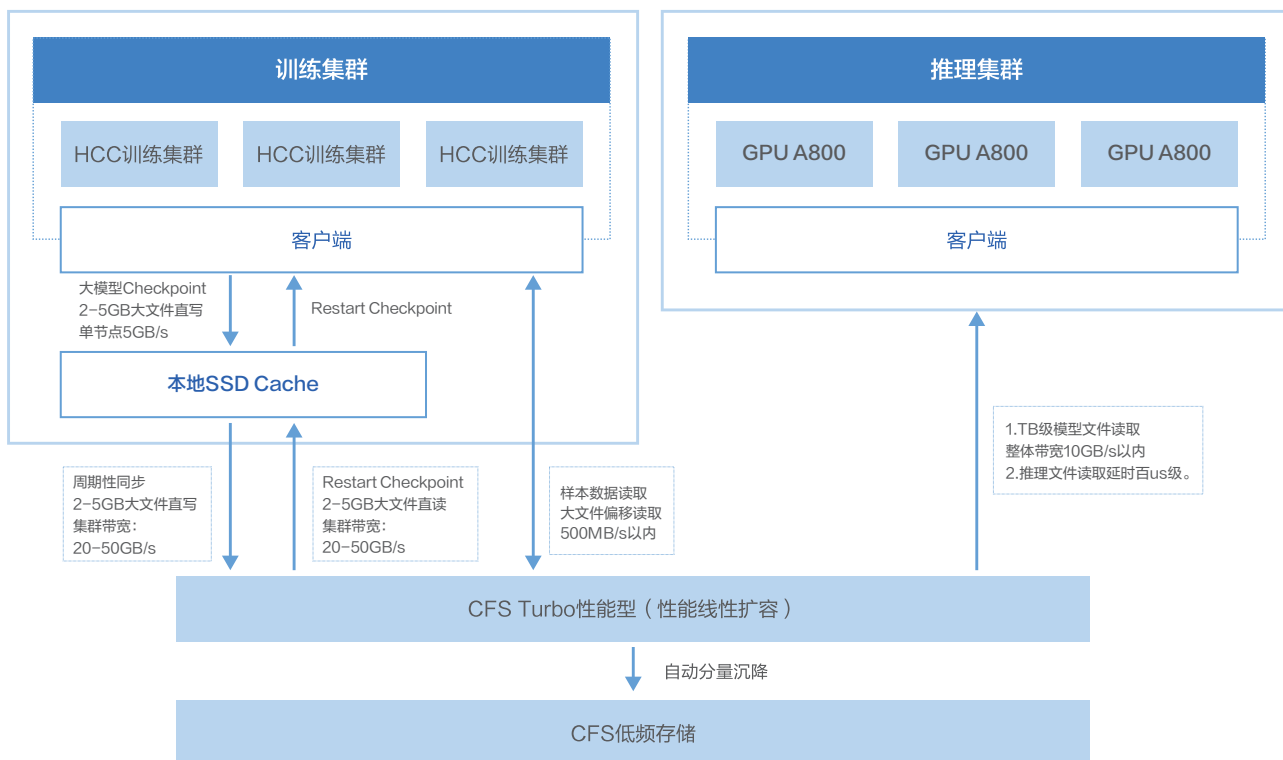 训练集群
HCC训练集群
HCC训练集群
HCC训练集群
客户端
大模型Checkpoint
2-5GB大文件直写
单节点5GB/s
Restart Checkpoint
本地SSD Cache
周期性同步
2-5GB大文件直写
集群带宽:
20-50GB/s
Restart Checkpoint
2-5GB大文件直读
集群带宽:
20-50GB/s
样本数据读取
大文件偏移读取
500MB/s以内
推理集群
GPU A800
GPU A800
GPU A800
客户端
1.TB级模型文件读取
整体带宽10GB/s以内
2.推理文件读取延时百us级。
CFS Turbo性能型（性能线性扩容）
自动分量沉降
CFS低频存储